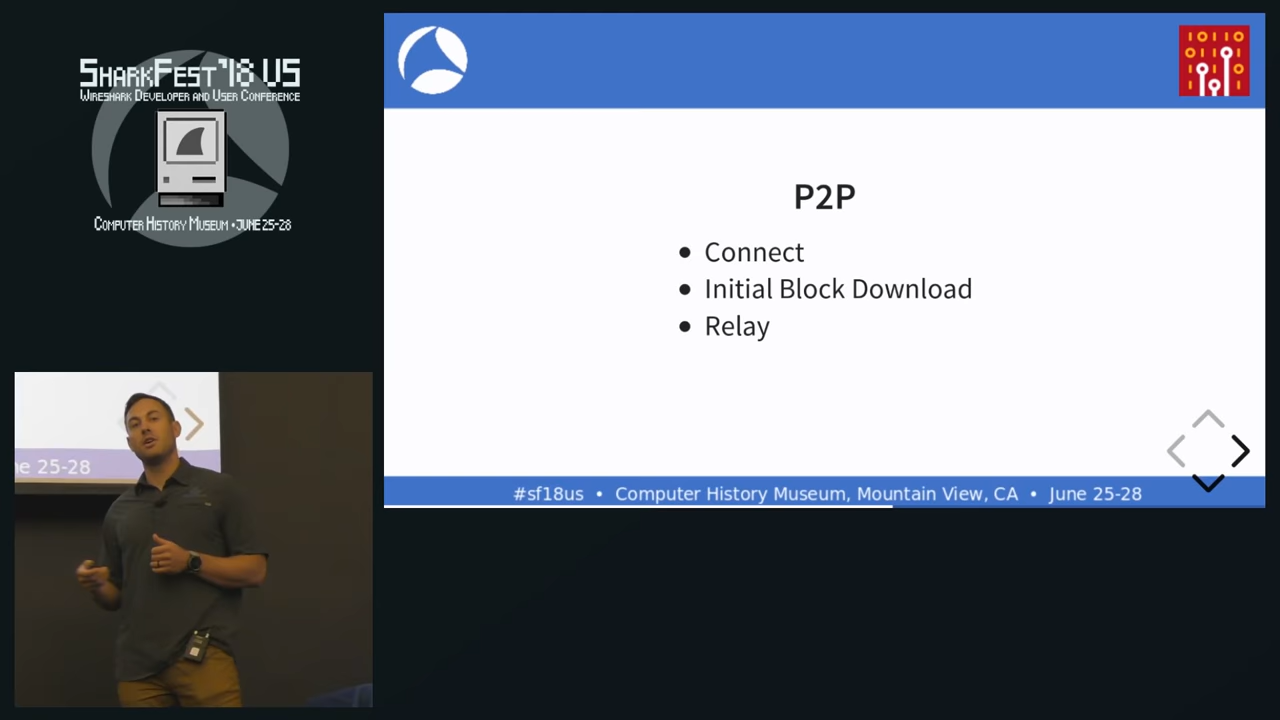 SHARKFEST'18 US
WIRESHARK DEVELOPER AND USER CONFERENCE
COMPUTER HISTORY MUSEUM • JUNE 25-28
P2P
• Connect
• Initial Block Download
• Relay
#sf18us • Computer History Museum, Mountain View, CA • June 25-28
ne 25-28